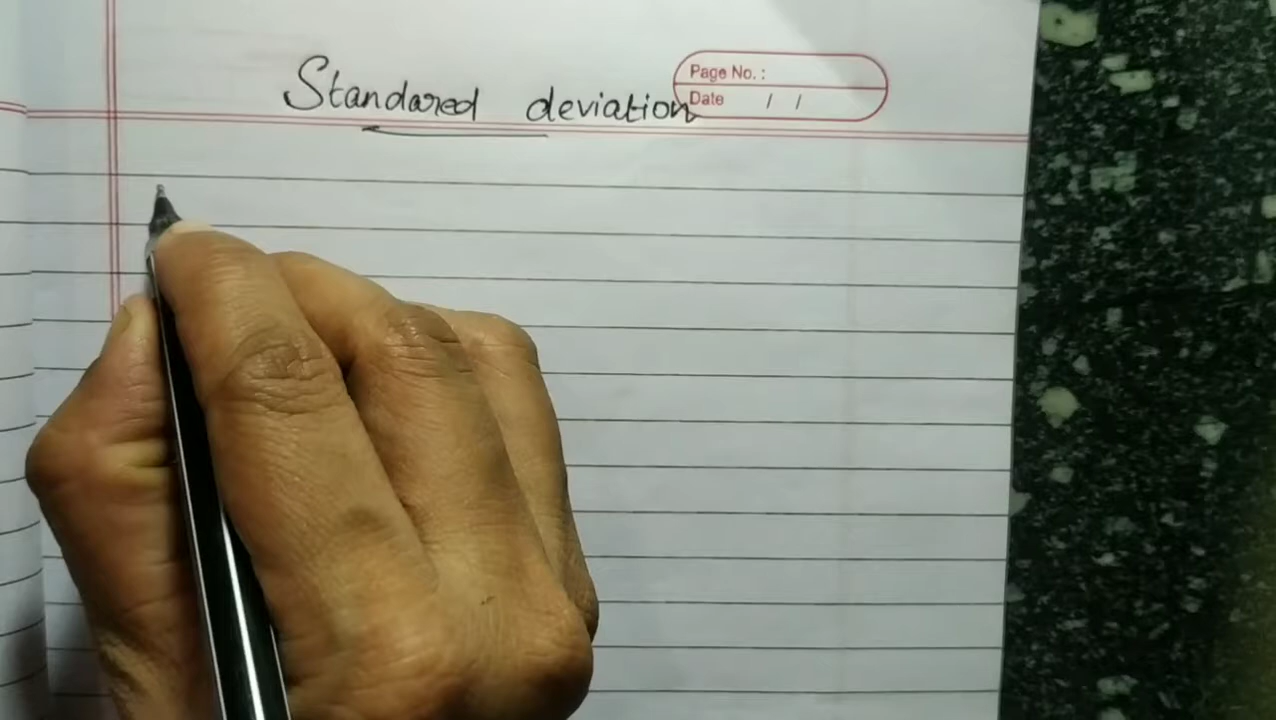 Standared deviation
Page No. :
Date / /